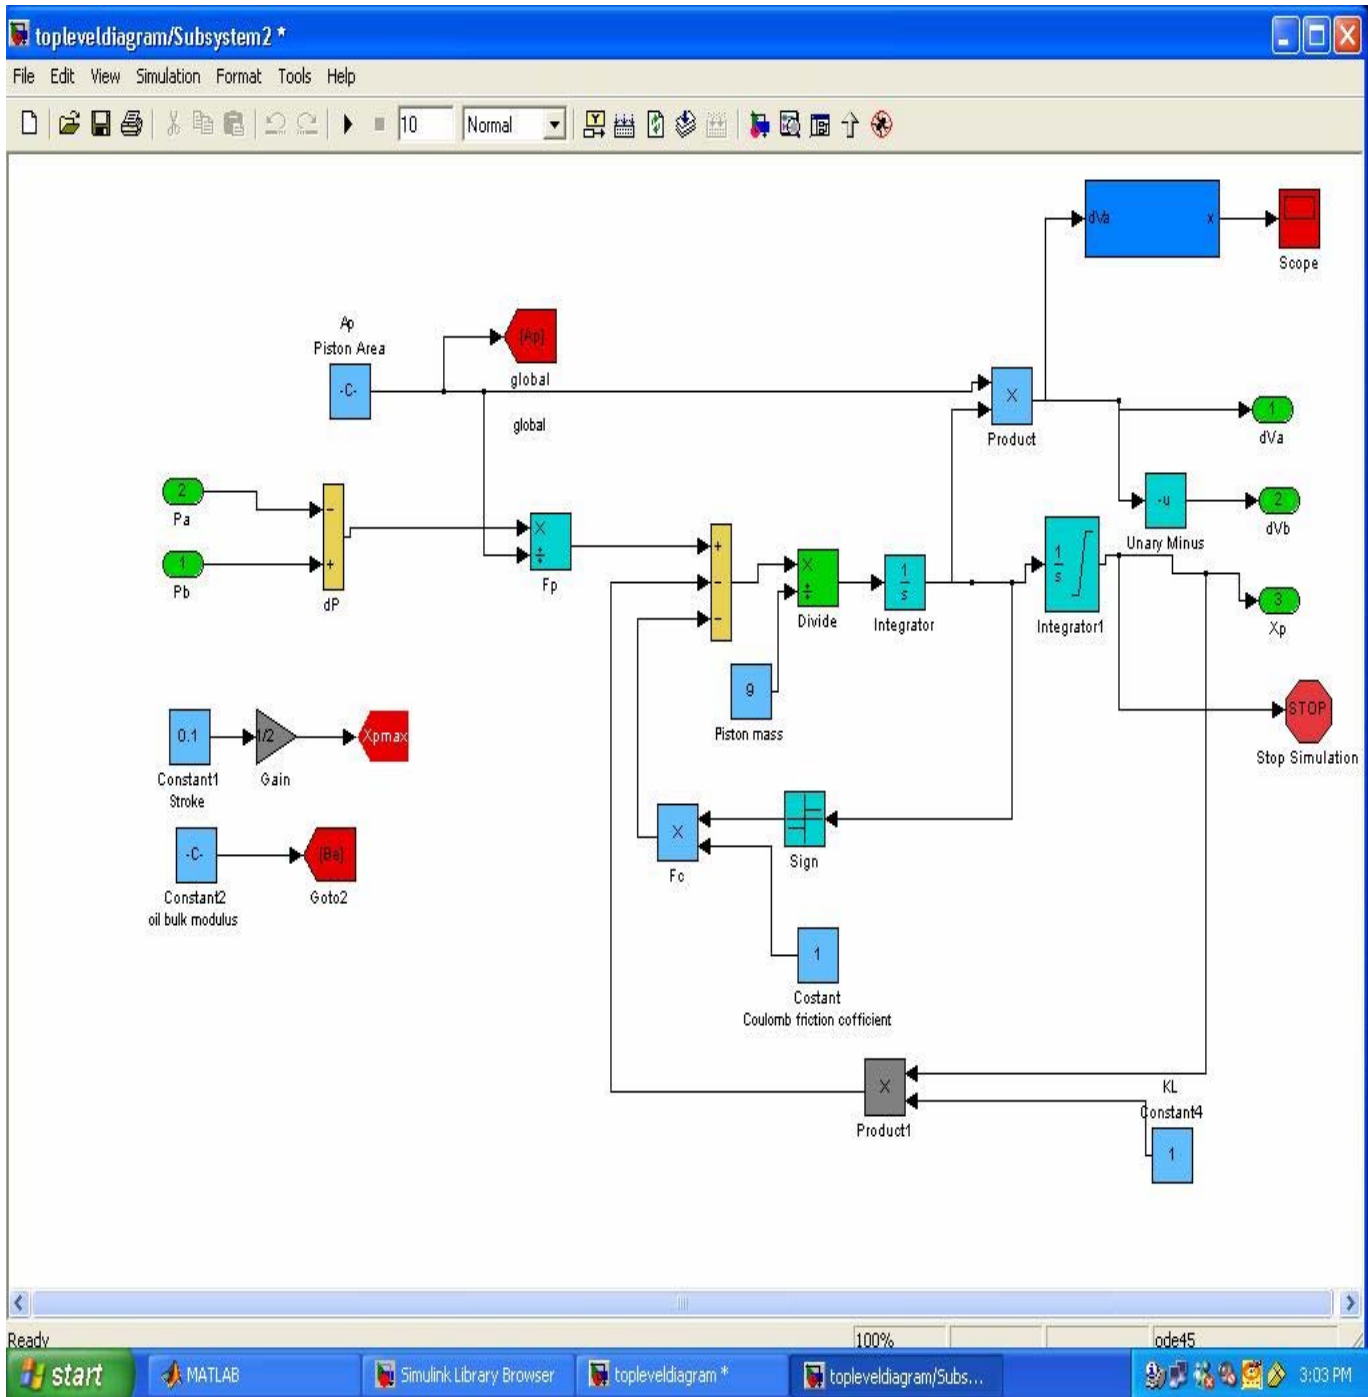 topleveldiagram/Subsystem2 *
File Edit View Simulation Format Tools Help
10 Normal
dVa x
Scope
Ap
Piston Area
-C-
[Ap]
global
global
X
Product
1
dVa
2
Pa
-u
Unary Minus
2
dVb
1
Pb
-
+
dP
X
÷
Fp
+
-
-
X
÷
Divide
1
s
Integrator
1
s
Integrator1
3
Xp
9
Piston mass
STOP
Stop Simulation
0.1
Constant1
Stroke
1/2
Gain
Xpmax
-C-
Constant2
oil bulk modulus
[Be]
Goto2
X
Fc
Sign
1
Costant
Coulomb friction cofficient
X
Product1
KL
Constant4
1
Ready 100% ode45
start MATLAB Simulink Library Browser topleveldiagram * topleveldiagram/Subs... 3:03 PM